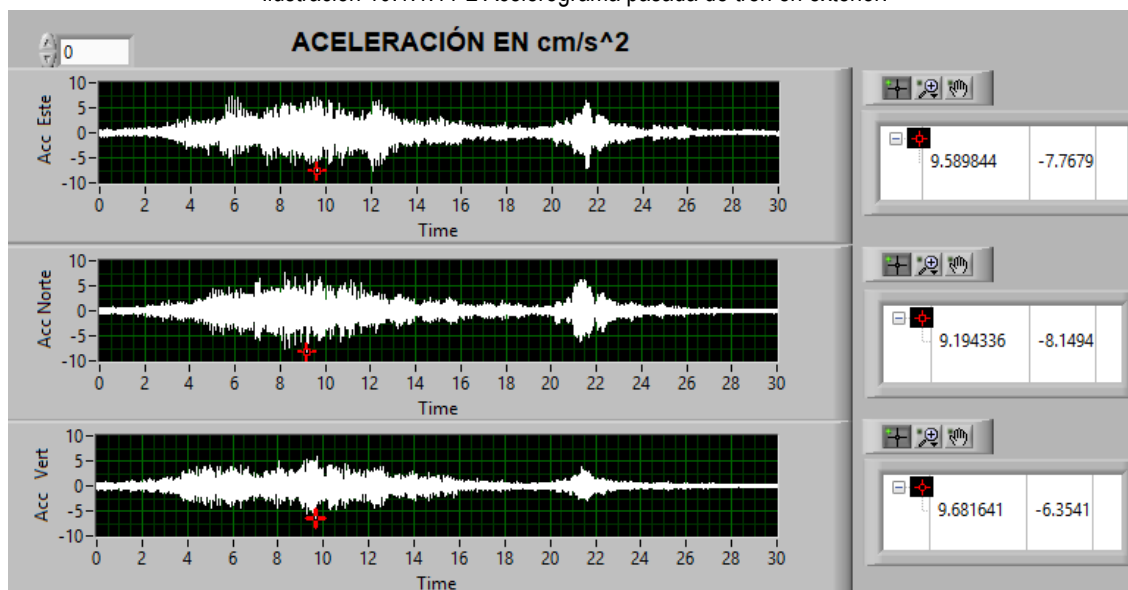 Ilustración Acelerograma pasada de tren en exterior.
0
ACELERACIÓN EN cm/s^2
Acc Este
10
5
0
-5
-10
0 2 4 6 8 10 12 14 16 18 20 22 24 26 28 30
Time
9.589844 -7.7679
Acc Norte
10
5
0
-5
-10
0 2 4 6 8 10 12 14 16 18 20 22 24 26 28 30
Time
9.194336 -8.1494
Acc Vert
10
5
0
-5
-10
0 2 4 6 8 10 12 14 16 18 20 22 24 26 28 30
Time
9.681641 -6.3541